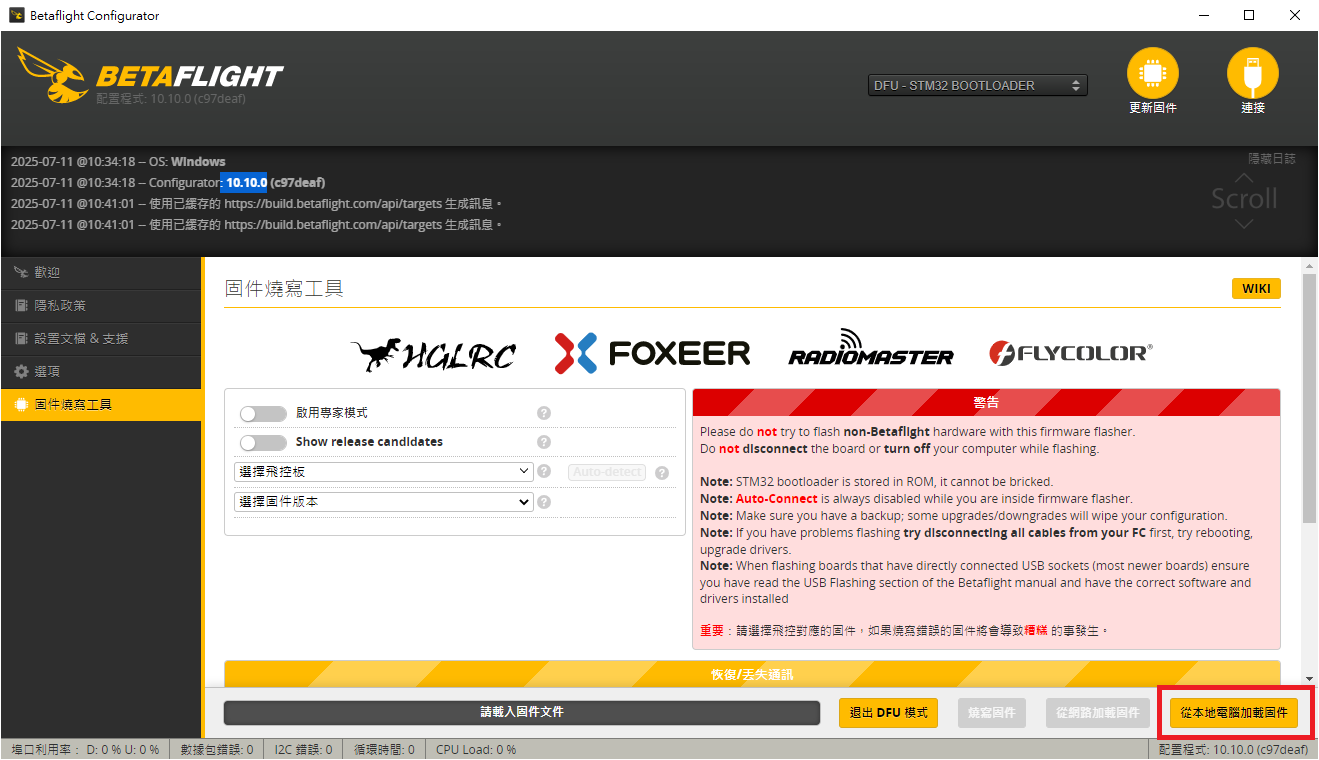 Betaflight Configurator
BETAFLIGHT
配置程式: 10.10.0 (c97deaf)
DFU - STM32 BOOTLOADER
更新固件
連接
2025-07-11 @10:34:18 -- OS: Windows
2025-07-11 @10:34:18 -- Configurator: 10.10.0 (c97deaf)
2025-07-11 @10:41:01 -- 使用已緩存的 https://build.betaflight.com/api/targets 生成訊息。
2025-07-11 @10:41:01 -- 使用已緩存的 https://build.betaflight.com/api/targets 生成訊息。
隱藏日誌
Scroll
歡迎
隱私政策
設置文檔 & 支援
選項
固件燒寫工具
固件燒寫工具
WIKI
HGLRC
FOXEER
RADIOMASTER
FLYCOLOR®
啟用專家模式
Show release candidates
選擇飛控板
Auto-detect
選擇固件版本
警告
Please do not try to flash non-Betaflight hardware with this firmware flasher.
Do not disconnect the board or turn off your computer while flashing.
Note: STM32 bootloader is stored in ROM, it cannot be bricked.
Note: Auto-Connect is always disabled while you are inside firmware flasher.
Note: Make sure you have a backup; some upgrades/downgrades will wipe your configuration.
Note: If you have problems flashing try disconnecting all cables from your FC first, try rebooting,
upgrade drivers.
Note: When flashing boards that have directly connected USB sockets (most newer boards) ensure
you have read the USB Flashing section of the Betaflight manual and have the correct software and
drivers installed
重要：請選擇飛控對應的固件，如果燒寫錯誤的固件將會導致糟糕 的事發生。
恢復/丟失通訊
請載入固件文件
退出 DFU 模式
燒寫固件
從網路加載固件
從本地電腦加載固件
埠口利用率： D: 0 % U: 0 %
數據包錯誤: 0
I2C 錯誤: 0
循環時間: 0
CPU Load: 0 %
配置程式: 10.10.0 (c97deaf)